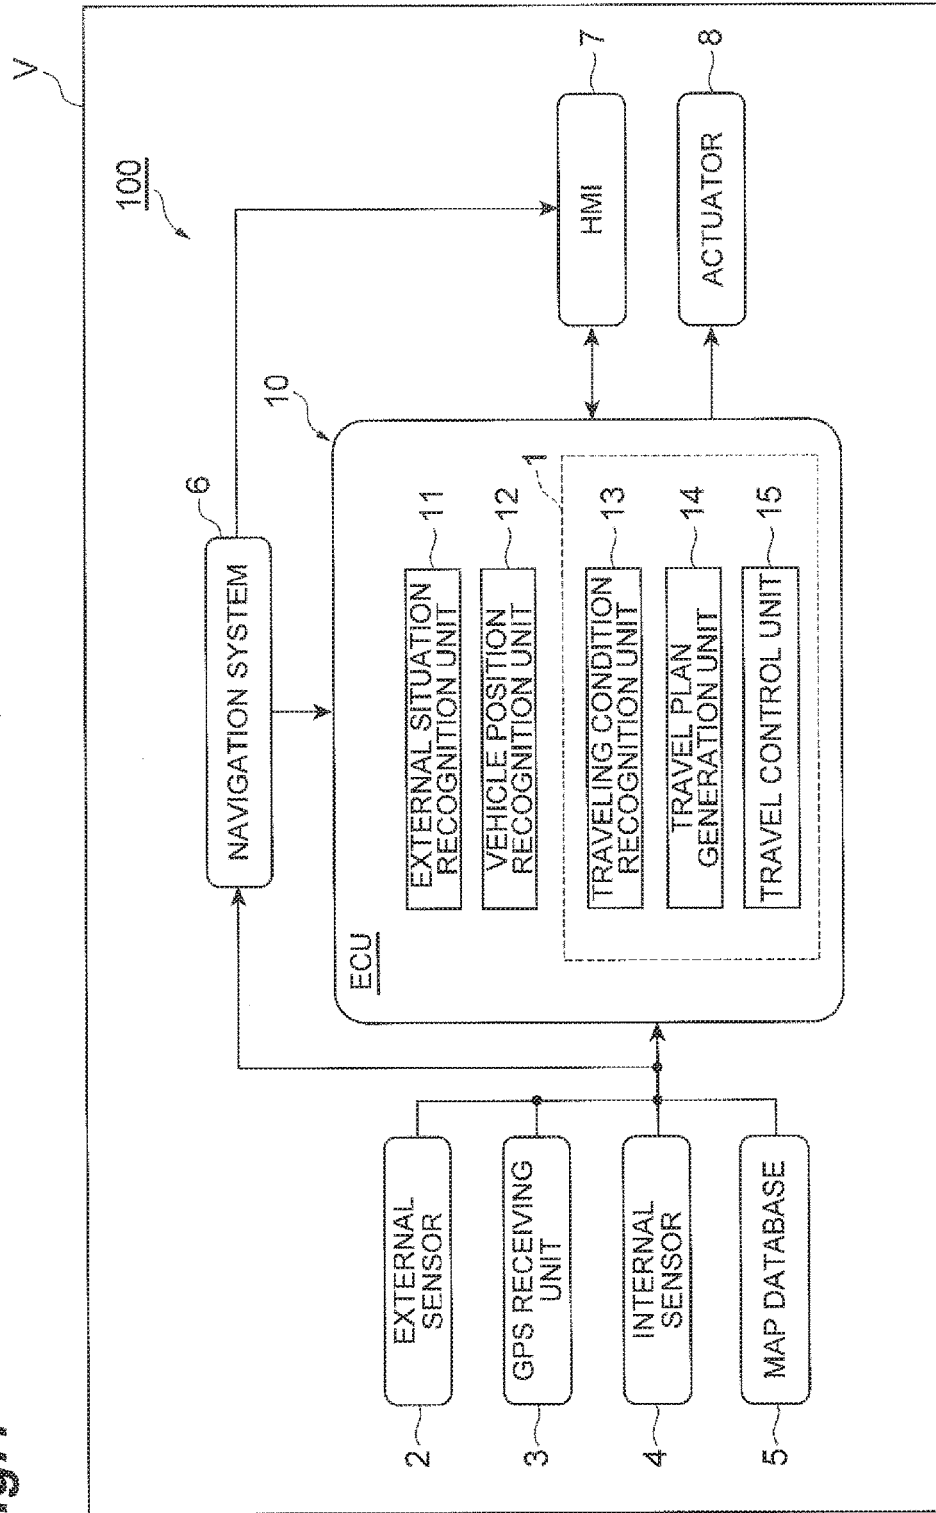 V
100
6
NAVIGATION SYSTEM
10
ECU
EXTERNAL SITUATION
RECOGNITION UNIT
11
VEHICLE POSITION
RECOGNITION UNIT
12
1
TRAVELING CONDITION
RECOGNITION UNIT
13
TRAVEL PLAN
GENERATION UNIT
14
TRAVEL CONTROL UNIT
15
2
EXTERNAL
SENSOR
3
GPS RECEIVING
UNIT
4
INTERNAL
SENSOR
5
MAP DATABASE
HMI
7
ACTUATOR
8